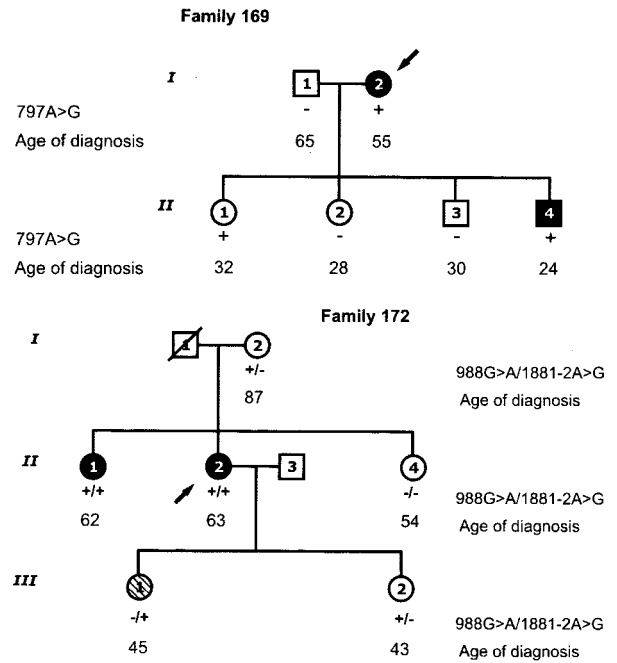 Family 169
I
1 2
797A>G - +
Age of diagnosis 65 55
II
1 2 3 4
797A>G + - - +
Age of diagnosis 32 28 30 24
Family 172
I
1 2
+/- 988G>A/1881-2A>G
87 Age of diagnosis
II
1 2 3 4
+/+ +/+ -/- 988G>A/1881-2A>G
62 63 54 Age of diagnosis
III
1 2
-/+ +/- 988G>A/1881-2A>G
45 43 Age of diagnosis